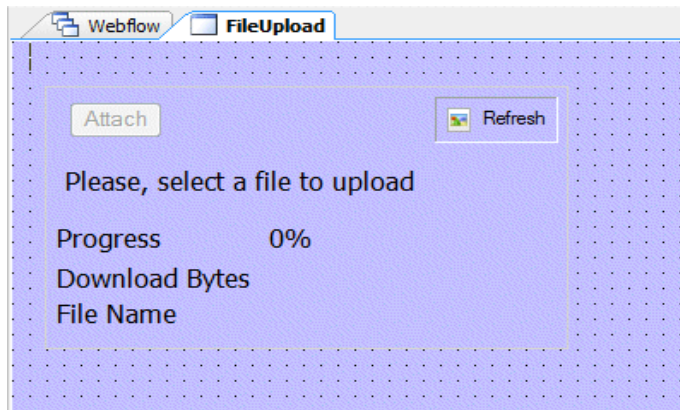 Webflow FileUpload
Attach Refresh
Please, select a file to upload
Progress 0%
Download Bytes
File Name